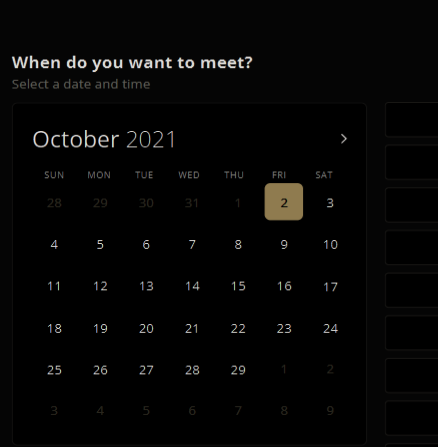 When do you want to meet?
Select a date and time
October 2021
SUN MON TUE WED THU FRI SAT
28 29 30 31 1 2 3
4 5 6 7 8 9 10
11 12 13 14 15 16 17
18 19 20 21 22 23 24
25 26 27 28 29 1 2
3 4 5 6 7 8 9